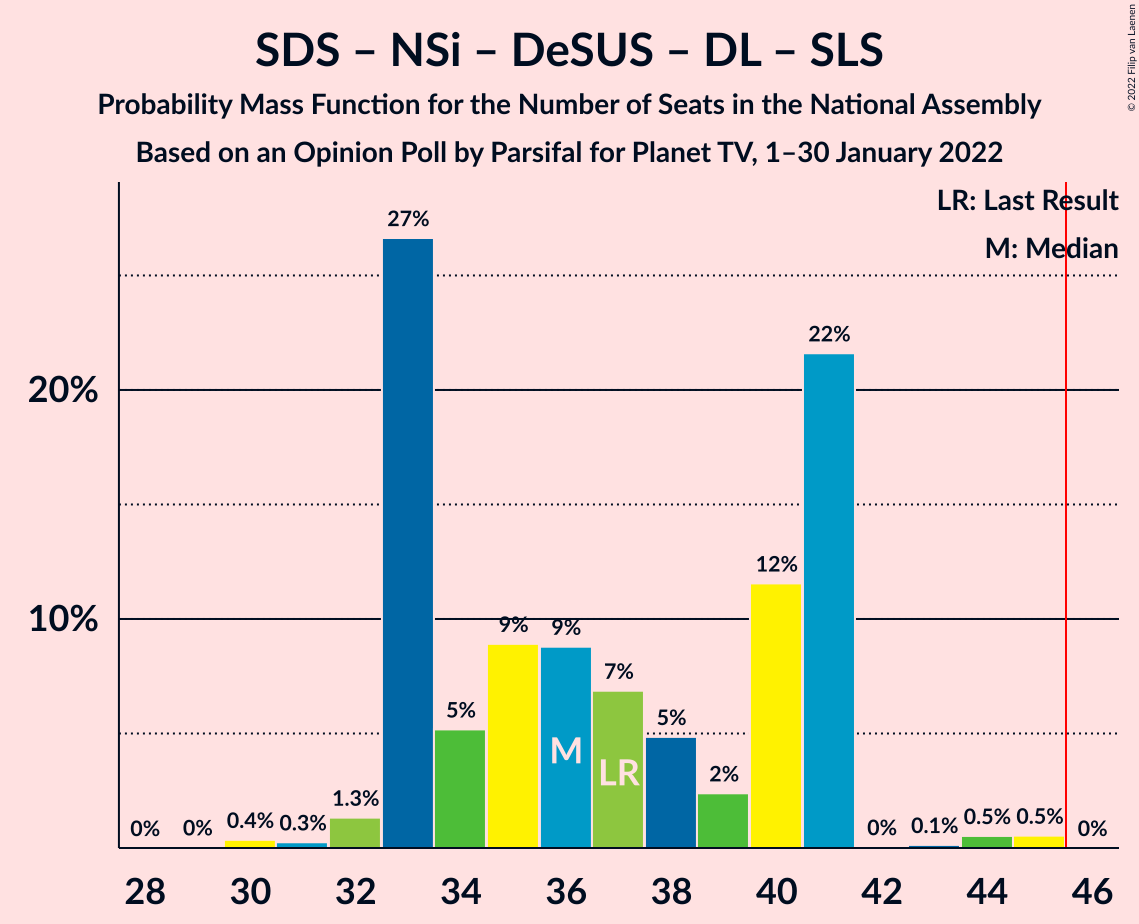 SDS – NSi – DeSUS – DL – SLS
Probability Mass Function for the Number of Seats in the National Assembly
Based on an Opinion Poll by Parsifal for Planet TV, 1–30 January 2022
© 2022 Filip van Laenen
LR: Last Result
M: Median
20%
10%
0%
0%
0.4%
0.3%
1.3%
27%
5%
9%
9%
7%
5%
2%
12%
22%
0%
0.1%
0.5%
0.5%
0%
M
LR
28 30 32 34 36 38 40 42 44 46